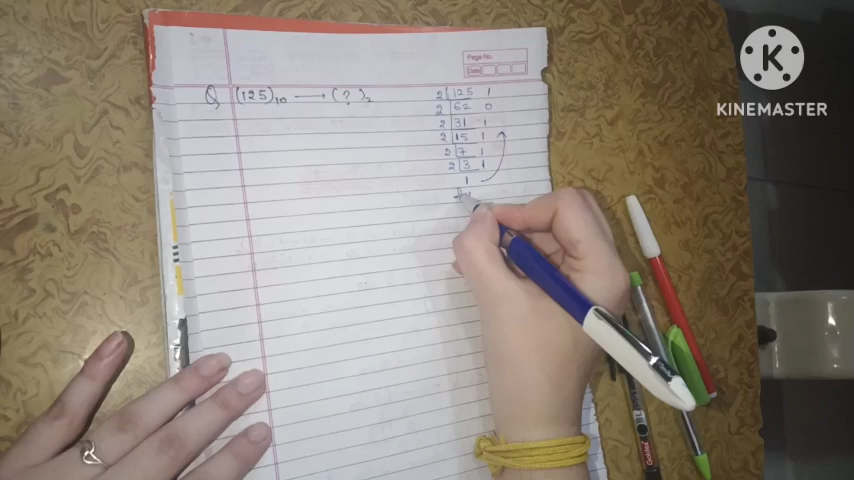 Page No.
Date
Q (125)₁₀ → (?)₂
2 125 1
2 62 0
2 31 1
2 15 1
2 7 1
2 3 1
1
K
KINEMASTER